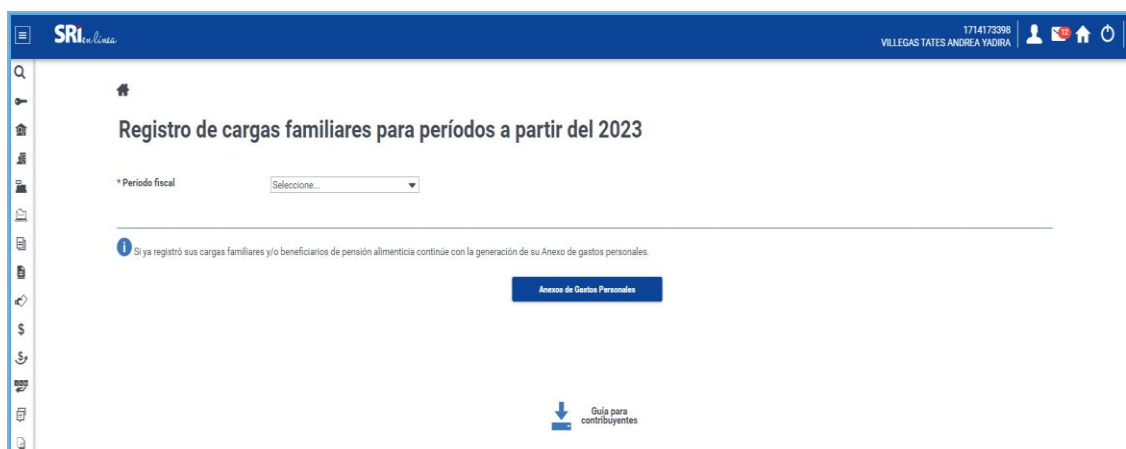 SRi en línea
1714173398
VILLEGAS TATES ANDREA YADIRA
12
Registro de cargas familiares para períodos a partir del 2023
* Período fiscal
Seleccione...
Si ya registró sus cargas familiares y/o beneficiarios de pensión alimenticia continúe con la generación de su Anexo de gastos personales.
Anexos de Gastos Personales
Guía para
contribuyentes